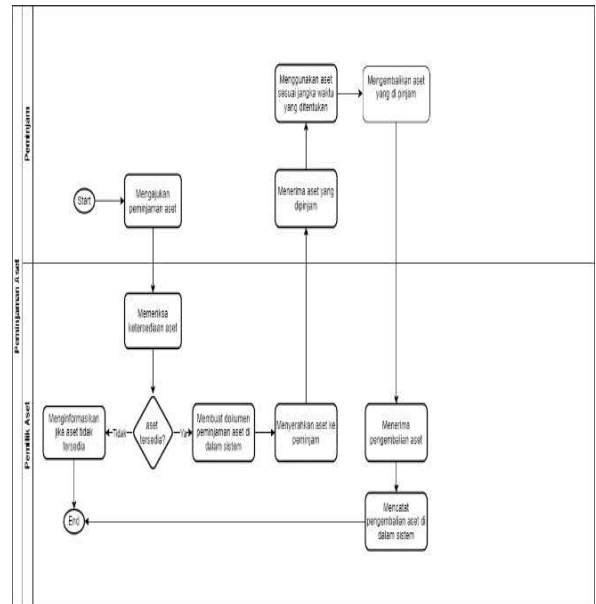 Peminjaman Aset
Peminjam
Start
Mengajukan
peminjaman aset
Menerima aset yang
dipinjam
Menggunakan aset
sesuai jangka waktu
yang ditentukan
Mengembalikan aset
yang di pinjam
Pemilik Aset
Memeriksa
ketersediaan aset
aset
tersedia?
Tidak
Ya
Menginformasikan
jika aset tidak
tersedia
Membuat dokumen
peminjaman aset di
dalam sistem
Menyerahkan aset ke
peminjam
Menerima
pengembalian aset
Mencatat
pengembalian aset di
dalam sistem
End